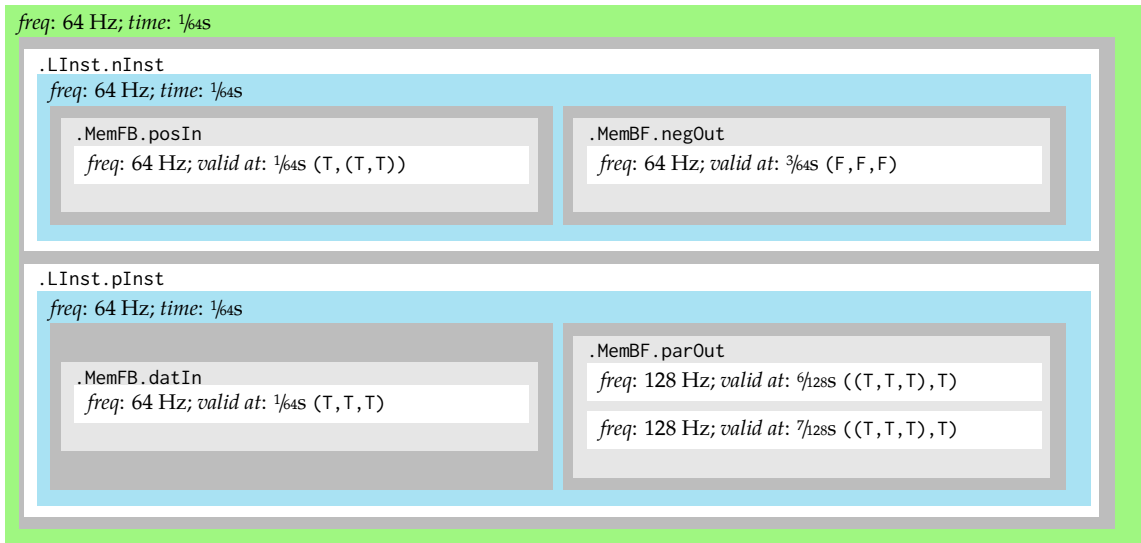 freq: 64 Hz; time: 1⁄64s
.LInst.nInst
freq: 64 Hz; time: 1⁄64s
.MemFB.posIn
freq: 64 Hz; valid at: 1⁄64s (T,(T,T))
.MemBF.negOut
freq: 64 Hz; valid at: 3⁄64s (F,F,F)
.LInst.pInst
freq: 64 Hz; time: 1⁄64s
.MemFB.datIn
freq: 64 Hz; valid at: 1⁄64s (T,T,T)
.MemBF.parOut
freq: 128 Hz; valid at: 6⁄128s ((T,T,T),T)
freq: 128 Hz; valid at: 7⁄128s ((T,T,T),T)